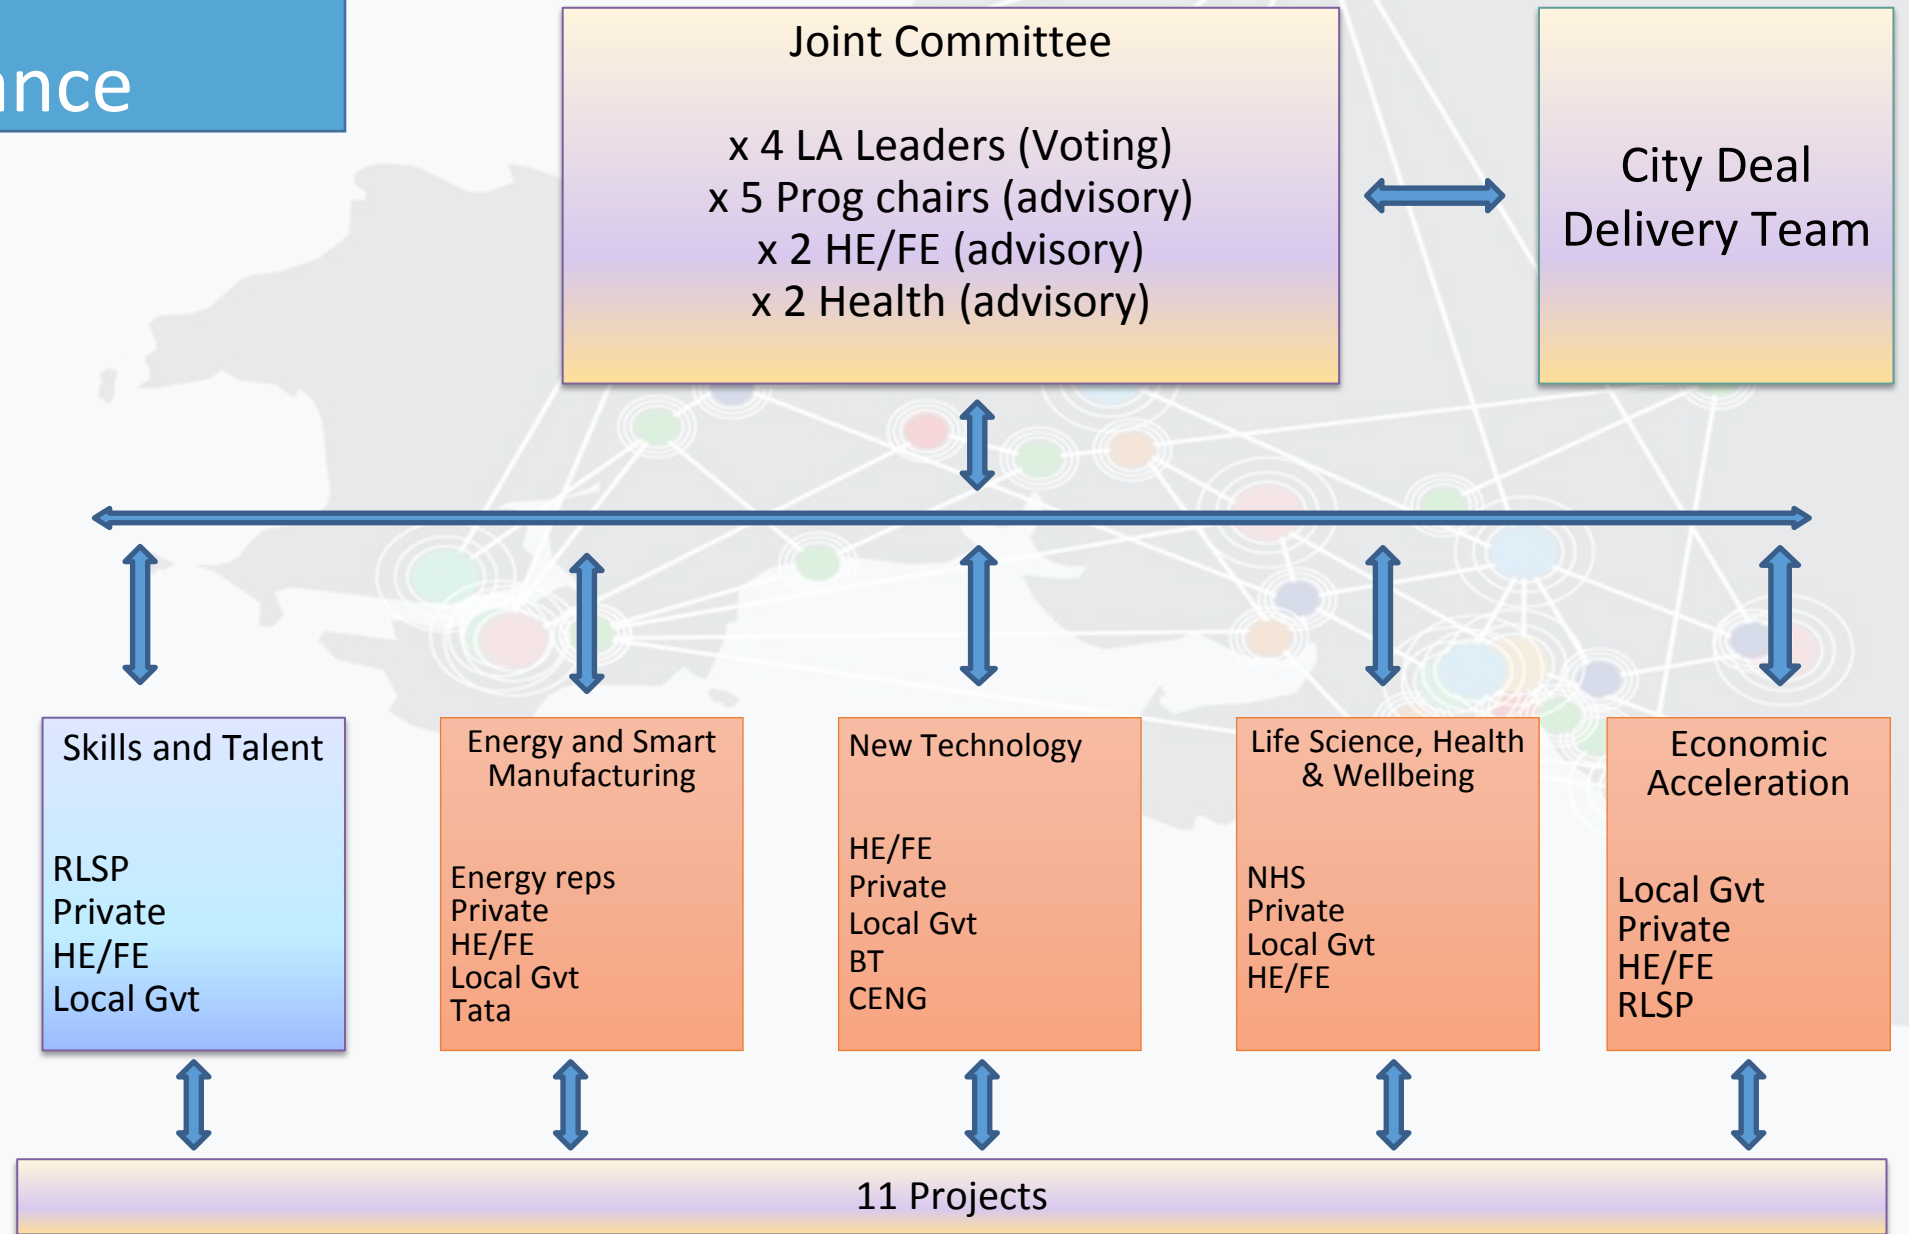 Joint Committee
x 4 LA Leaders (Voting)
x 5 Prog chairs (advisory)
x 2 HE/FE (advisory)
x 2 Health (advisory)
City Deal
Delivery Team
Skills and Talent
RLSP
Private
HE/FE
Local Gvt
Energy and Smart
Manufacturing
Energy reps
Private
HE/FE
Local Gvt
Tata
New Technology
HE/FE
Private
Local Gvt
BT
CENG
Life Science, Health
& Wellbeing
NHS
Private
Local Gvt
HE/FE
Economic
Acceleration
Local Gvt
Private
HE/FE
RLSP
11 Projects